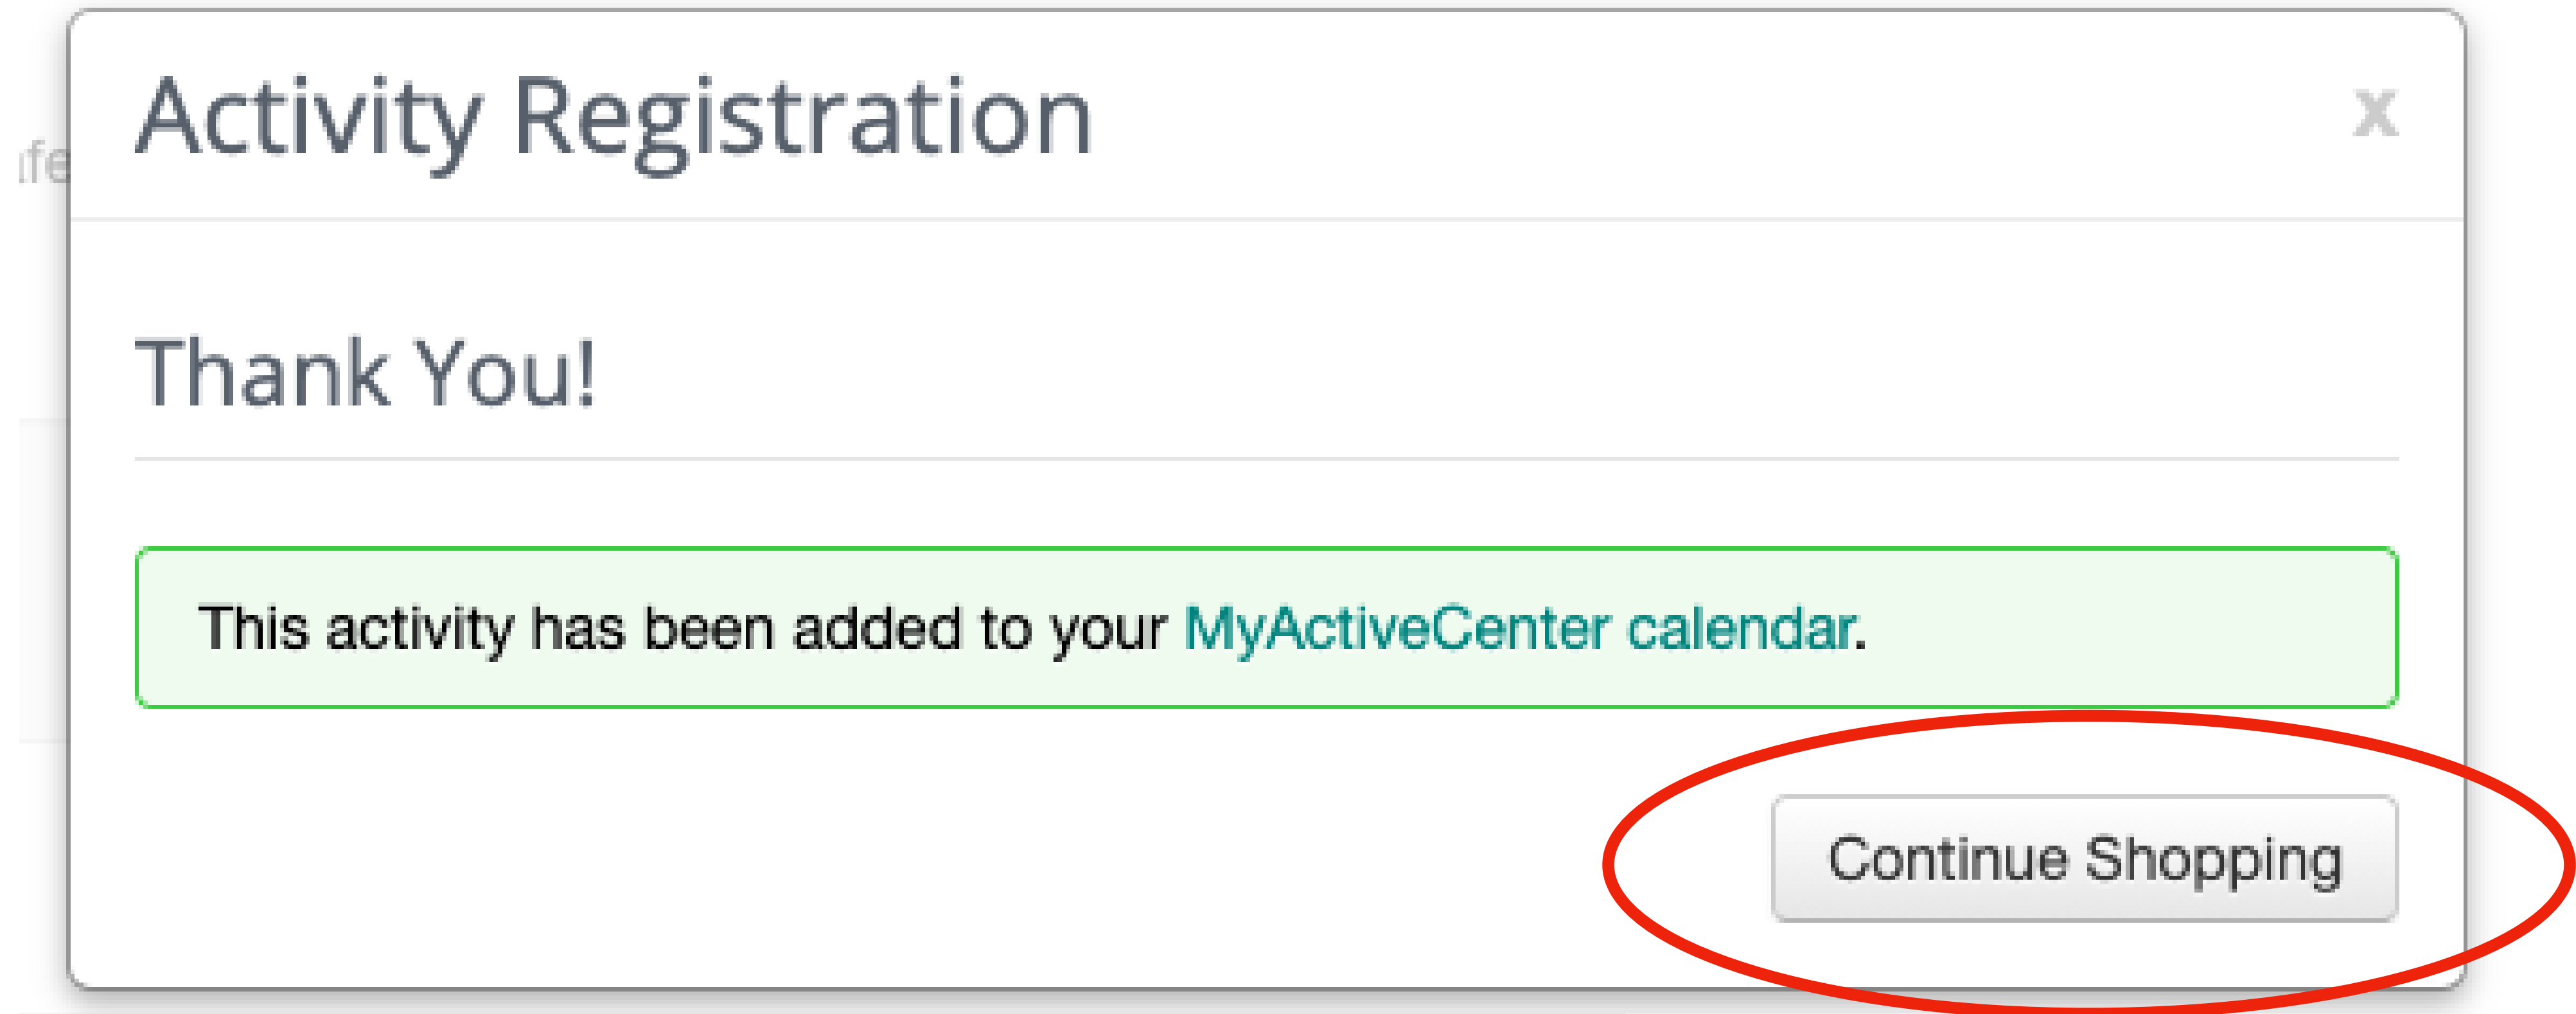 Activity Registration
x
Thank You!
This activity has been added to your MyActiveCenter calendar.
Continue Shopping